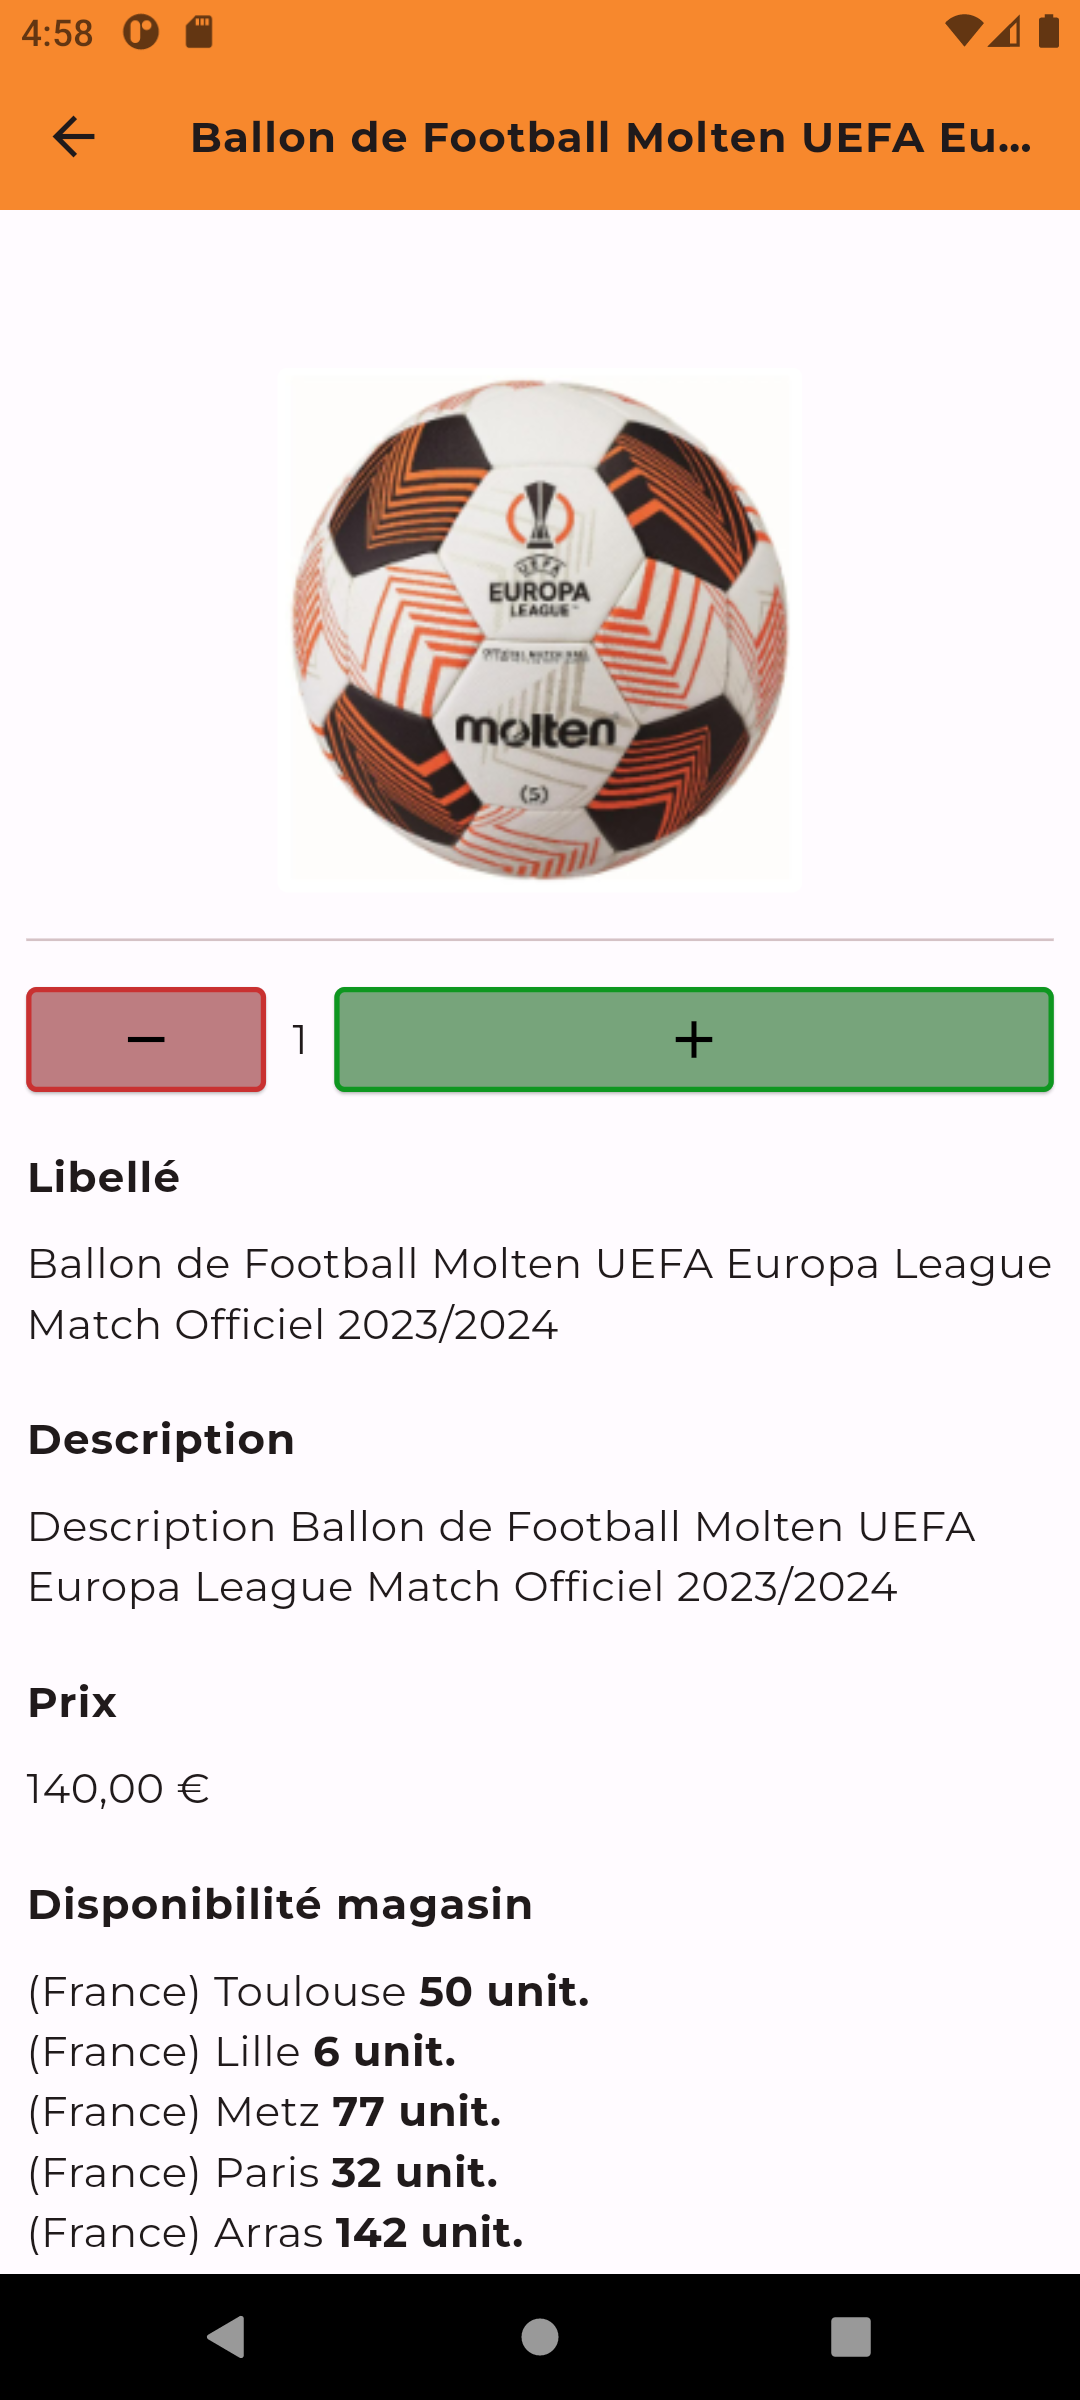 4:58
Ballon de Football Molten UEFA Eu...
UEFA
EUROPA
LEAGUE™
OFFICIAL MATCH BALL
molten
(5)
1
Libellé
Ballon de Football Molten UEFA Europa League
Match Officiel 2023/2024
Description
Description Ballon de Football Molten UEFA
Europa League Match Officiel 2023/2024
Prix
140,00 €
Disponibilité magasin
(France) Toulouse 50 unit.
(France) Lille 6 unit.
(France) Metz 77 unit.
(France) Paris 32 unit.
(France) Arras 142 unit.